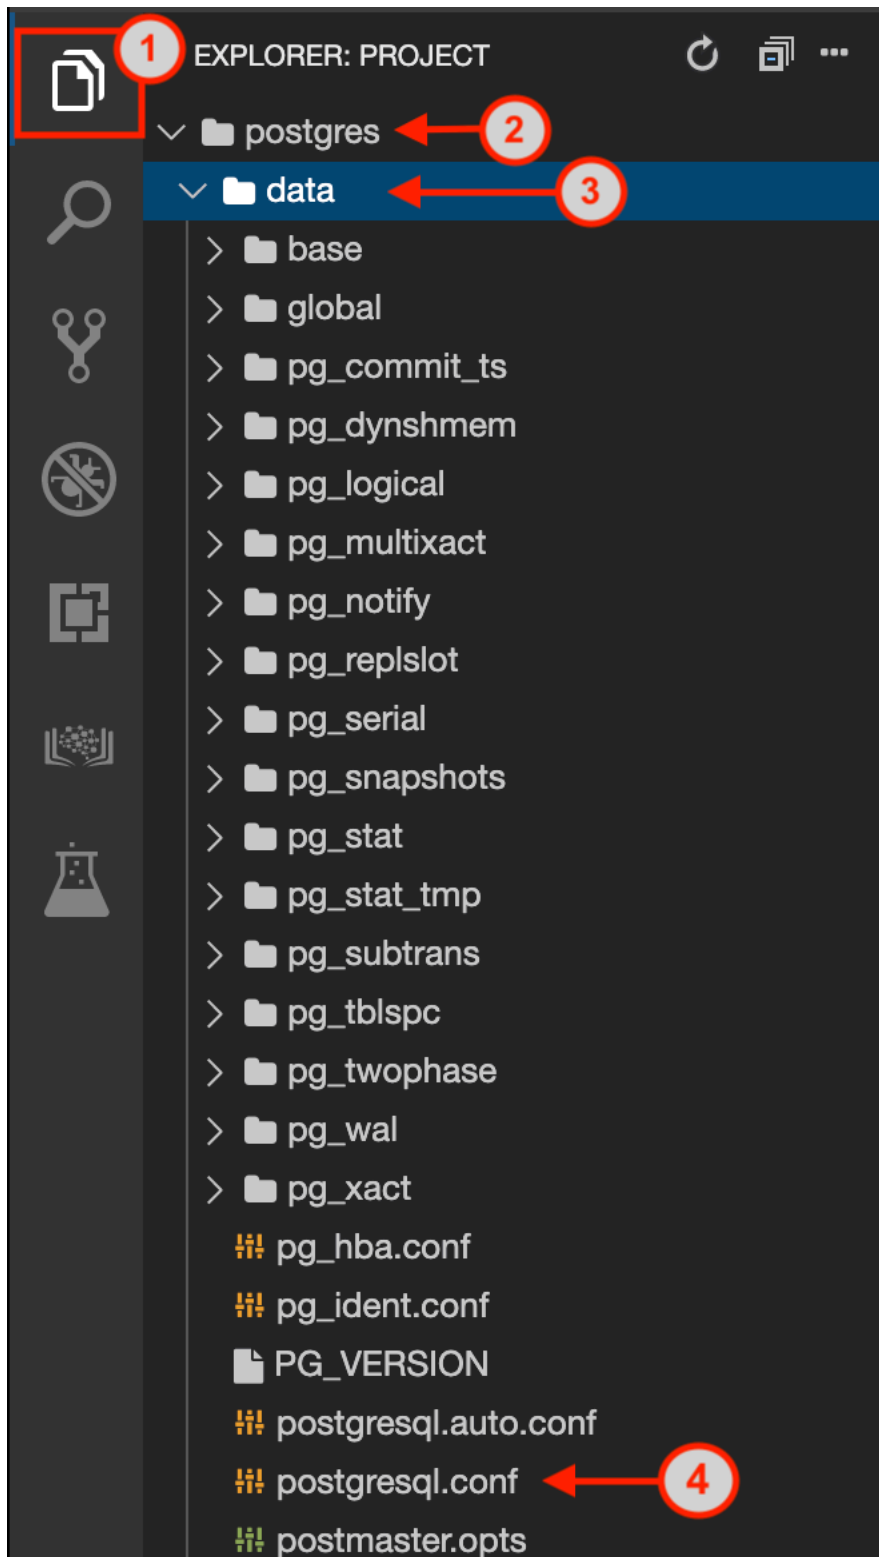 1
EXPLORER: PROJECT
postgres 2
data 3
base
global
pg_commit_ts
pg_dynshmem
pg_logical
pg_multixact
pg_notify
pg_replslot
pg_serial
pg_snapshots
pg_stat
pg_stat_tmp
pg_subtrans
pg_tblspc
pg_twophase
pg_wal
pg_xact
pg_hba.conf
pg_ident.conf
PG_VERSION
postgresql.auto.conf
postgresql.conf 4
postmaster.opts